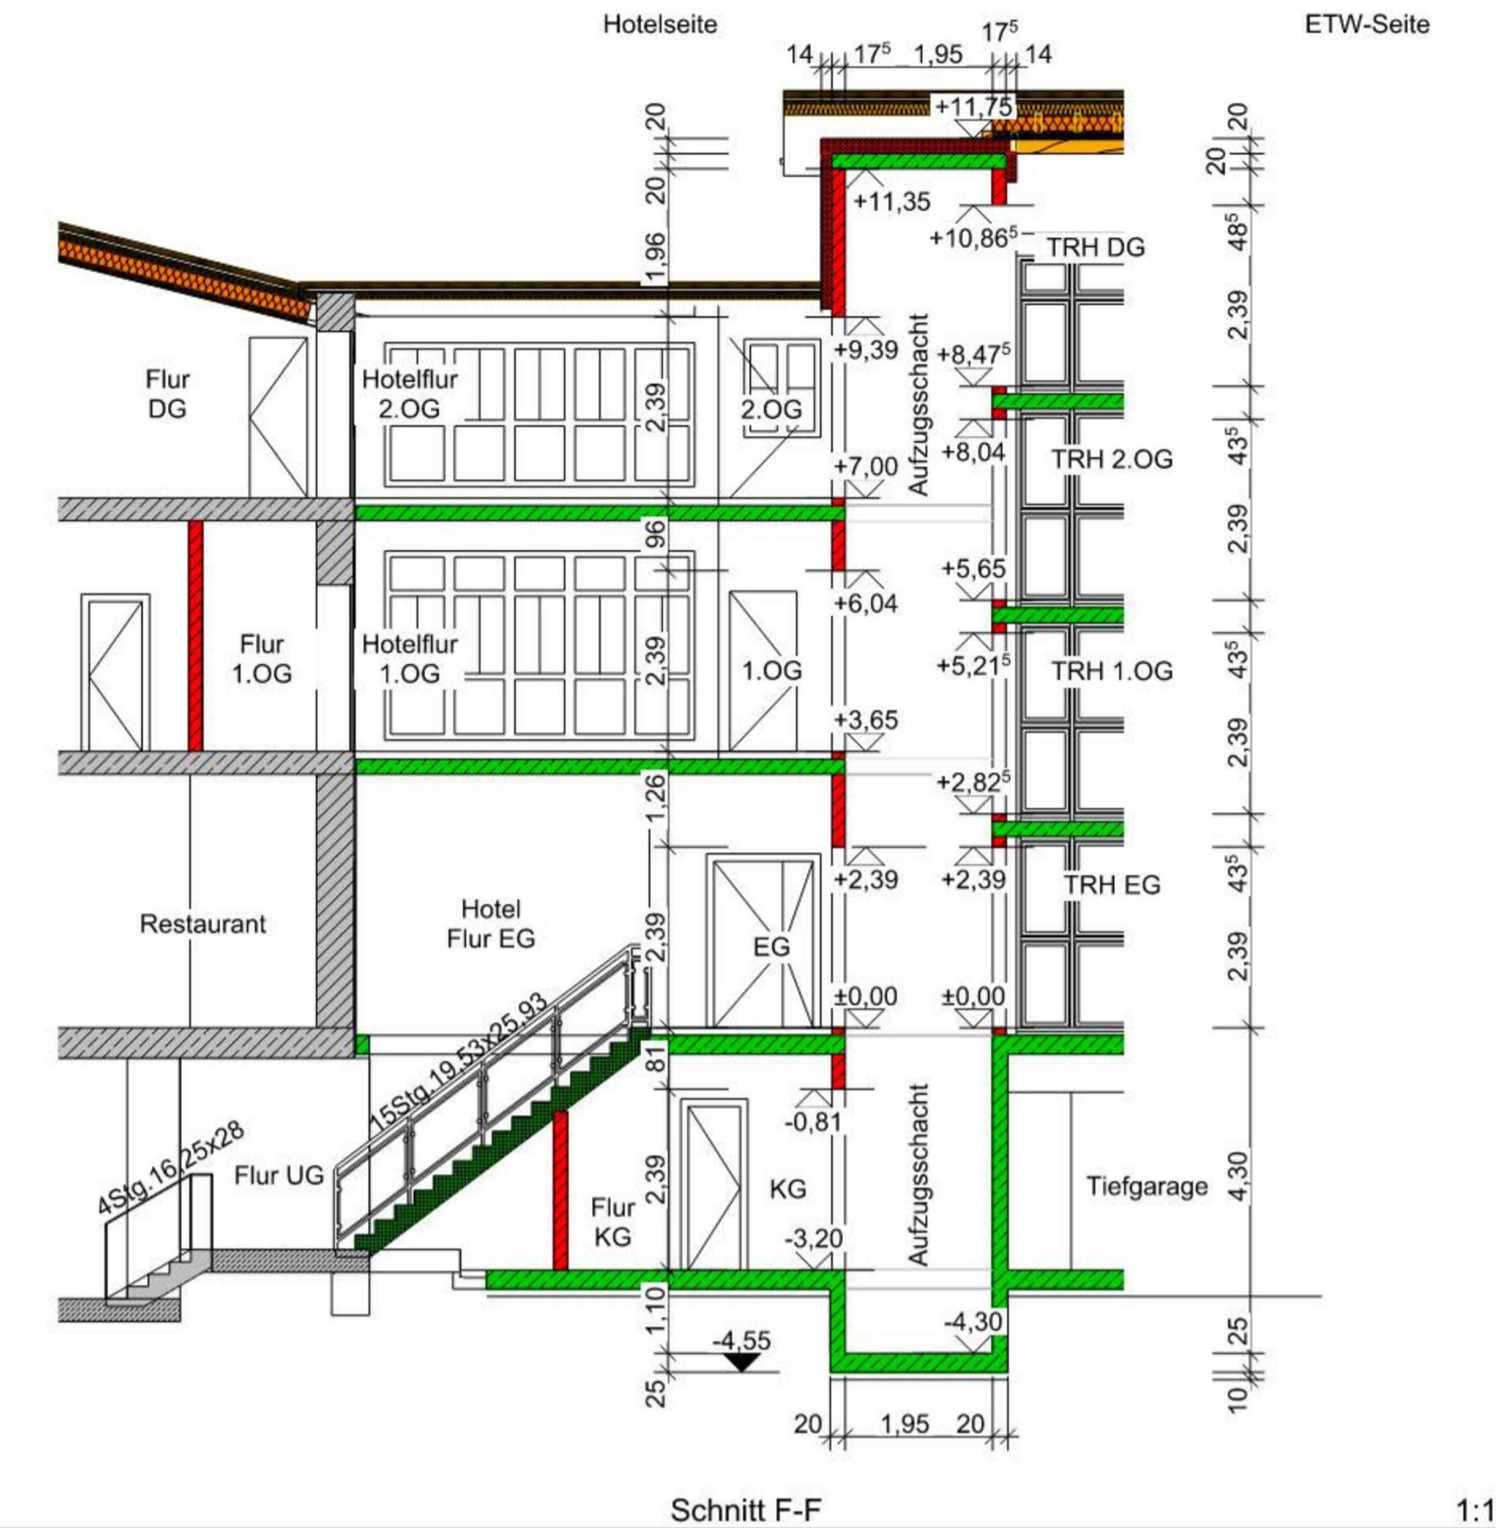 Hotelseite
ETW-Seite
17⁵
14 17⁵ 1,95 14
+11,75
20
20
20
20
+11,35
+10,86⁵
48⁵
1,96
TRH DG
2,39
Aufzugsschacht
+9,39
+8,47⁵
Flur
DG
Hotelflur
2.OG
2,39
2.OG
+7,00
+8,04
TRH 2.OG
43⁵
96
2,39
+5,65
+6,04
Flur
1.OG
Hotelflur
1.OG
2,39
1.OG
+5,21⁵
TRH 1.OG
43⁵
+3,65
2,39
1,26
+2,82⁵
+2,39
+2,39
TRH EG
43⁵
Restaurant
Hotel
Flur EG
2,39
EG
2,39
±0,00
±0,00
15Stg.19,53x25,93
81
-0,81
Aufzugsschacht
4Stg.16,25x28
Flur UG
2,39
KG
Tiefgarage
4,30
Flur
KG
-3,20
1,10
-4,30
-4,55
25
25
10
20 1,95 20
Schnitt F-F
1:1